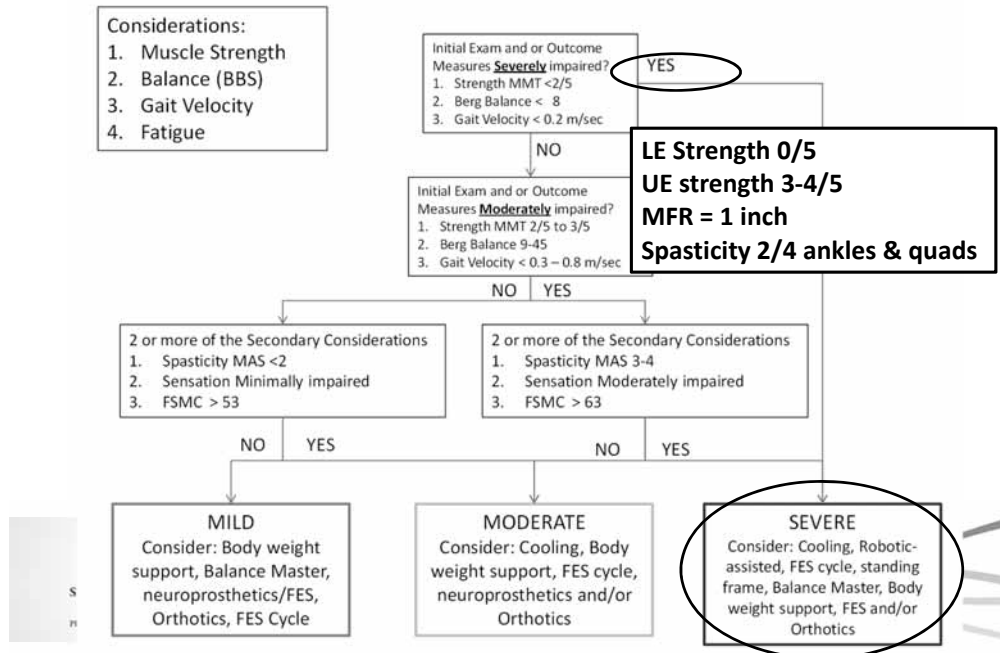 Considerations:
1. Muscle Strength
2. Balance (BBS)
3. Gait Velocity
4. Fatigue
Initial Exam and or Outcome
Measures Severely impaired?
1. Strength MMT <2/5
2. Berg Balance < 8
3. Gait Velocity < 0.2 m/sec
YES
NO
LE Strength 0/5
UE strength 3-4/5
MFR = 1 inch
Spasticity 2/4 ankles & quads
Initial Exam and or Outcome
Measures Moderately impaired?
1. Strength MMT 2/5 to 3/5
2. Berg Balance 9-45
3. Gait Velocity < 0.3 – 0.8 m/sec
NO YES
2 or more of the Secondary Considerations
1. Spasticity MAS <2
2. Sensation Minimally impaired
3. FSMC > 53
2 or more of the Secondary Considerations
1. Spasticity MAS 3-4
2. Sensation Moderately impaired
3. FSMC > 63
NO YES
NO YES
MILD
Consider: Body weight
support, Balance Master,
neuroprosthetics/FES,
Orthotics, FES Cycle
MODERATE
Consider: Cooling, Body
weight support, FES cycle,
neuroprosthetics and/or
Orthotics
SEVERE
Consider: Cooling, Robotic-
assisted, FES cycle, standing
frame, Balance Master, Body
weight support, FES and/or
Orthotics